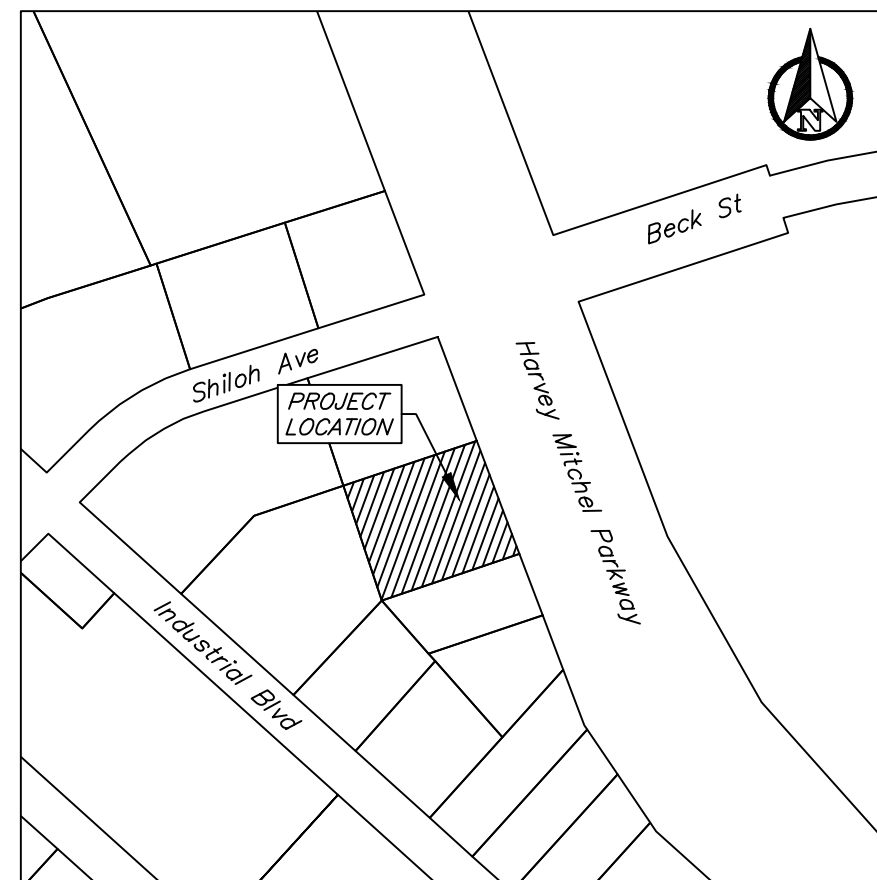 N
Beck St
Shiloh Ave
PROJECT
LOCATION
Harvey Mitchel Parkway
Industrial Blvd